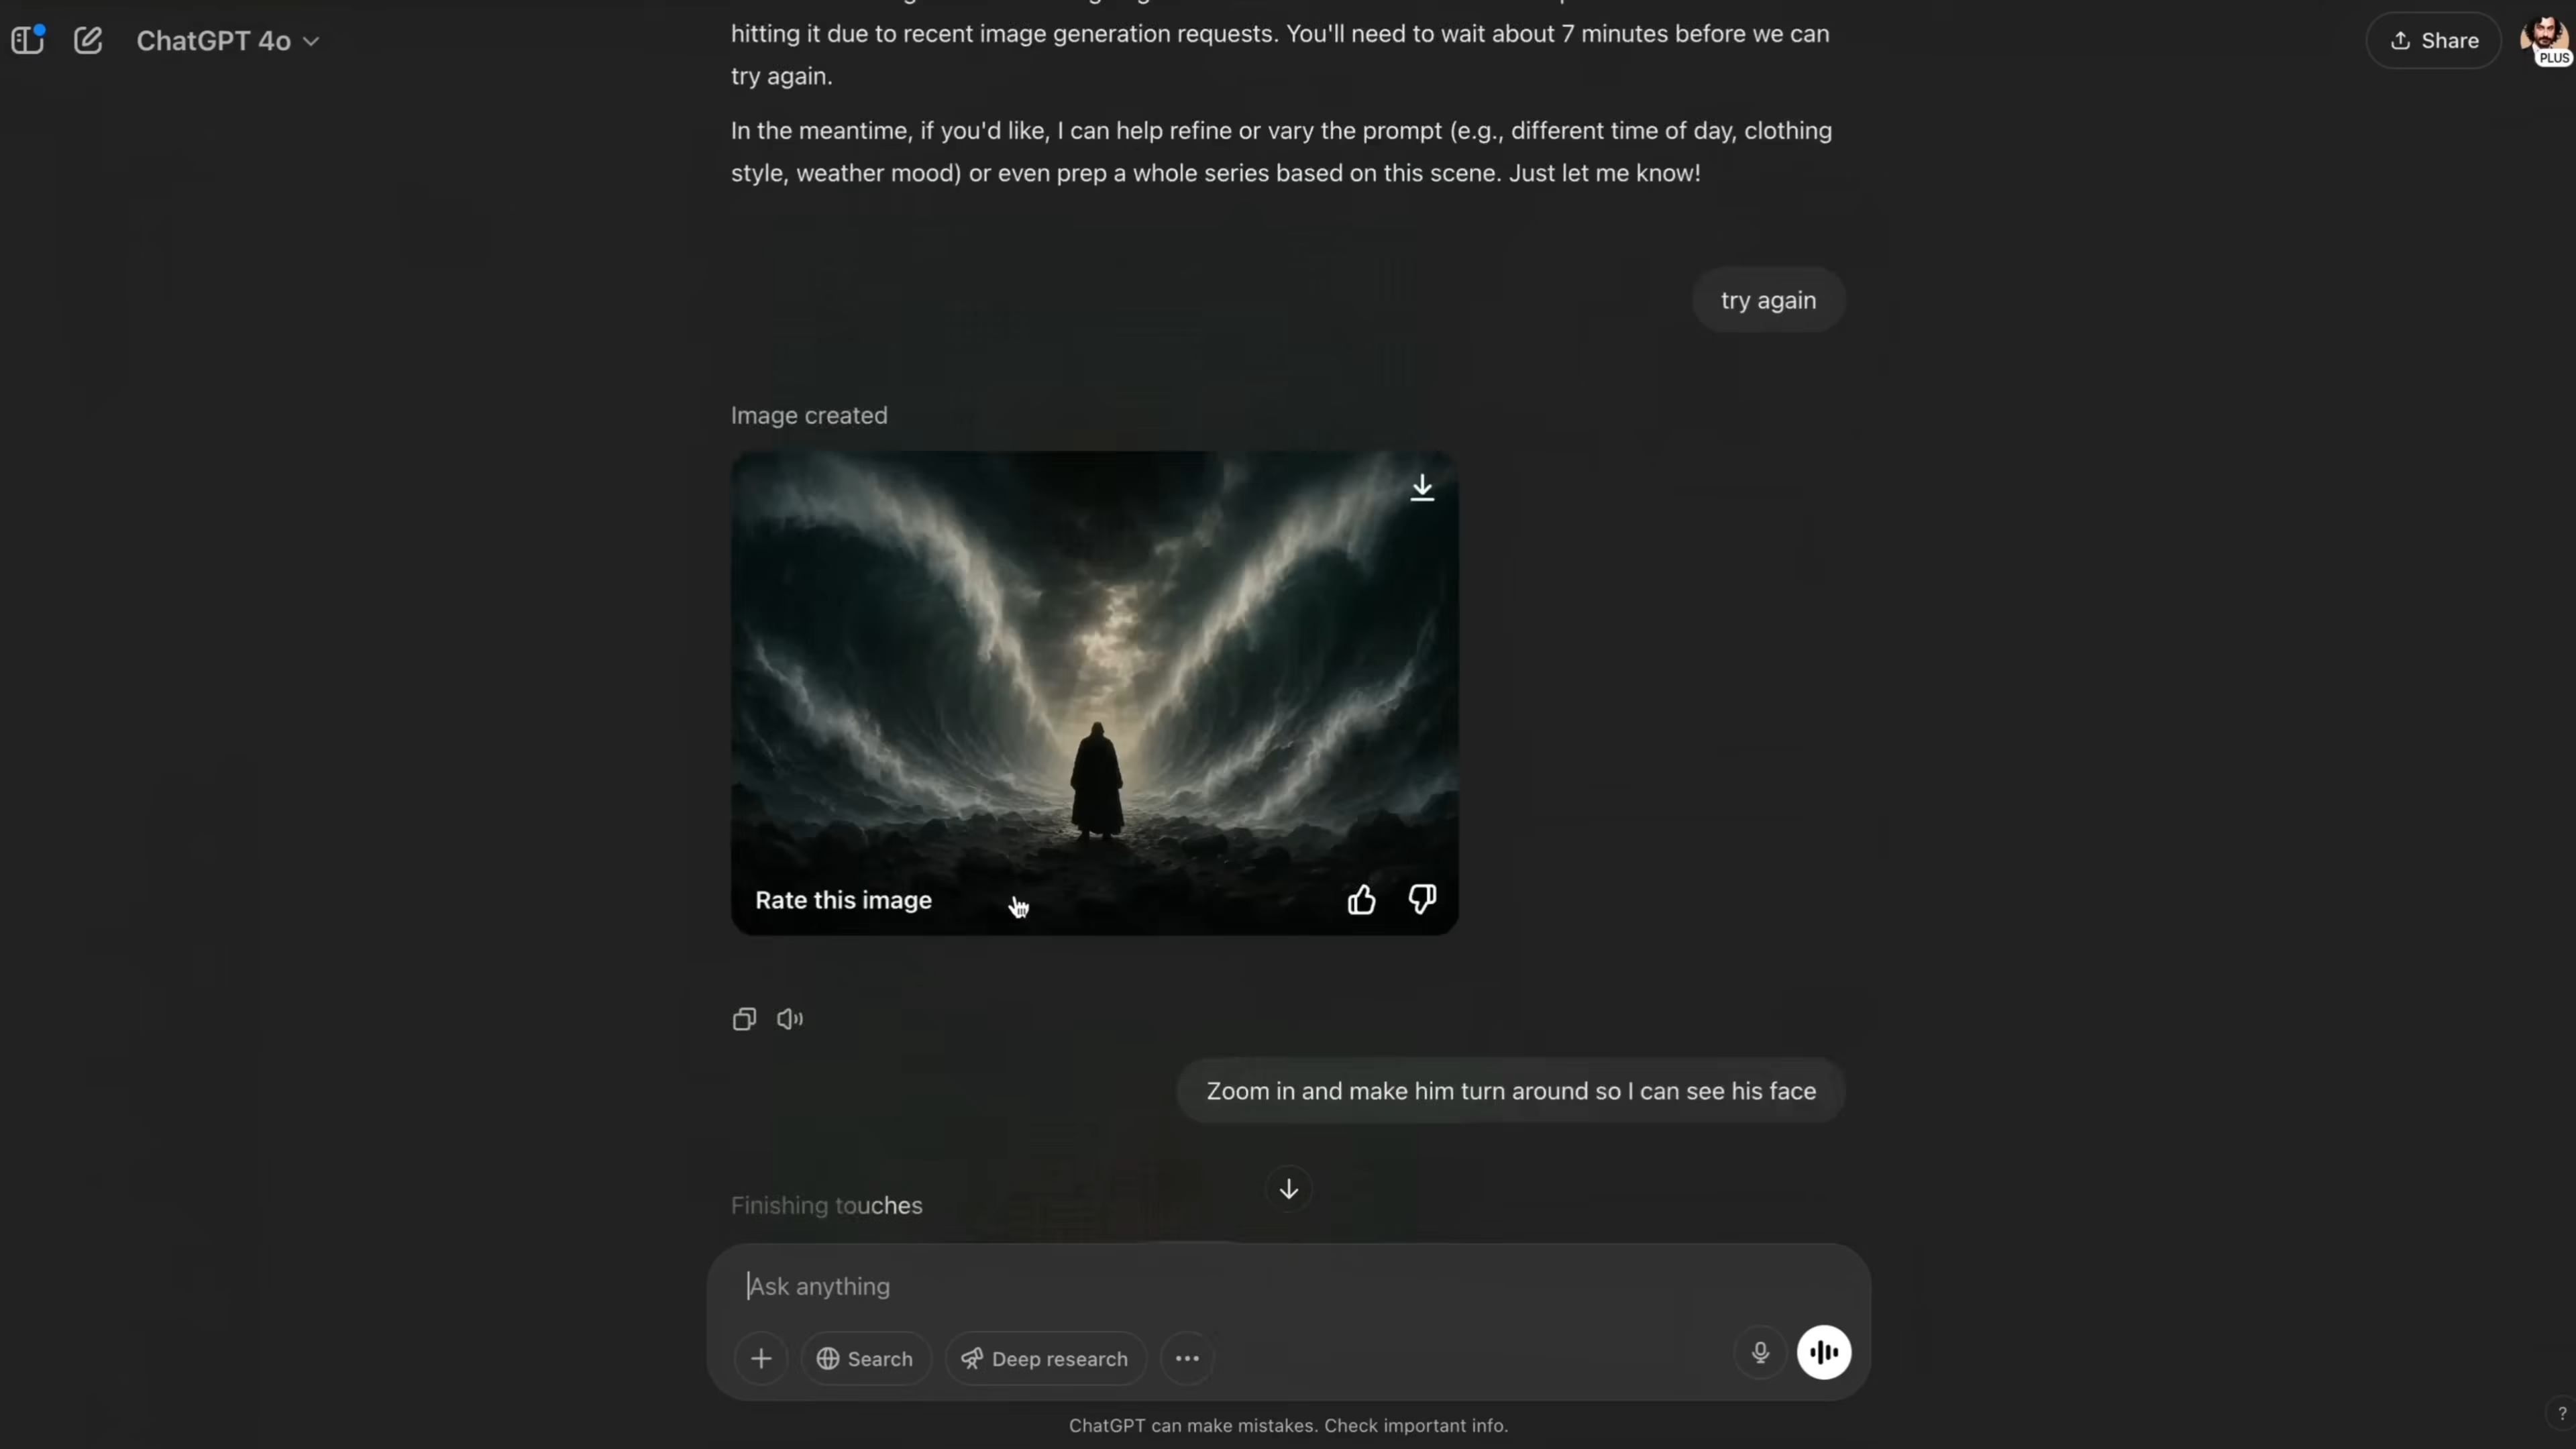 ChatGPT 4o
Share
PLUS
hitting it due to recent image generation requests. You'll need to wait about 7 minutes before we can
try again.
In the meantime, if you'd like, I can help refine or vary the prompt (e.g., different time of day, clothing
style, weather mood) or even prep a whole series based on this scene. Just let me know!
try again
Image created
Rate this image
Zoom in and make him turn around so I can see his face
Finishing touches
Ask anything
Search
Deep research
ChatGPT can make mistakes. Check important info.
?